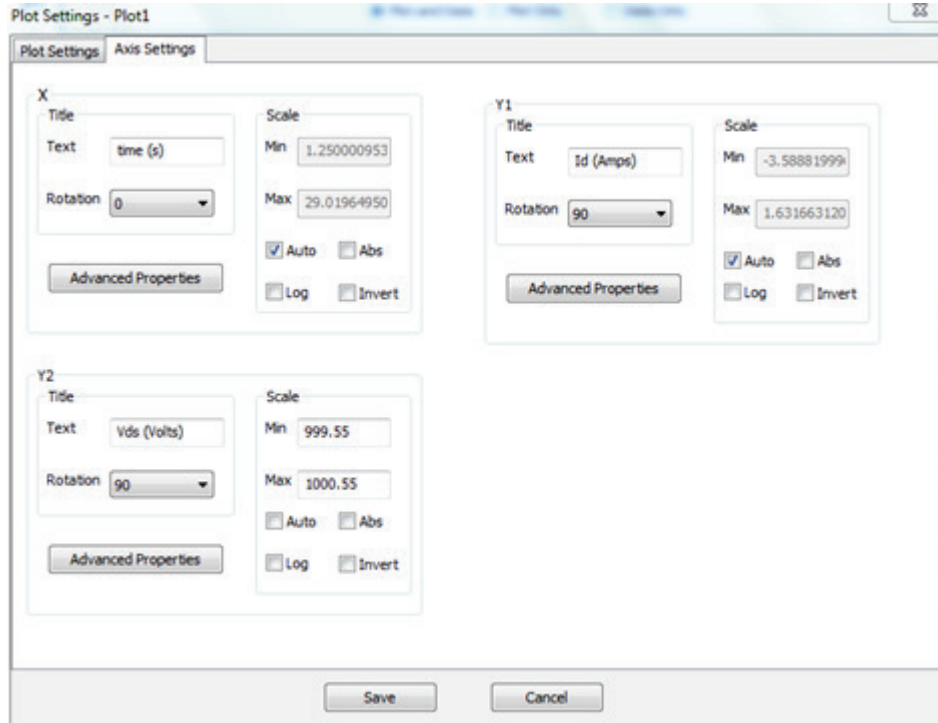 Plot Settings - Plot1
Plot Settings Axis Settings
X
Title
Text time (s)
Rotation 0
Advanced Properties
Scale
Min 1.250000953
Max 29.01964950
Auto Abs
Log Invert
Y1
Title
Text Id (Amps)
Rotation 90
Advanced Properties
Scale
Min
Max 1.631663120
Auto Abs
Log Invert
Y2
Title
Text Vds (Volts)
Rotation 90
Advanced Properties
Scale
Min 999.55
Max 1000.55
Auto Abs
Log Invert
Save Cancel